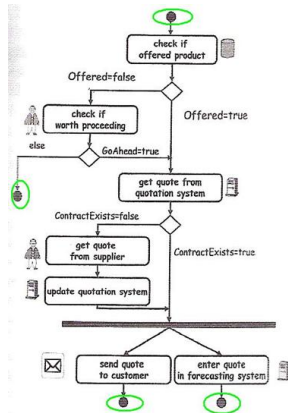 check if
offered product
Offered=false
check if
worth proceeding
Offered=true
else
GoAhead=true
get quote from
quotation system
ContractExists=false
get quote
from supplier
ContractExists=true
update quotation system
send quote
to customer
enter quote
in forecasting system